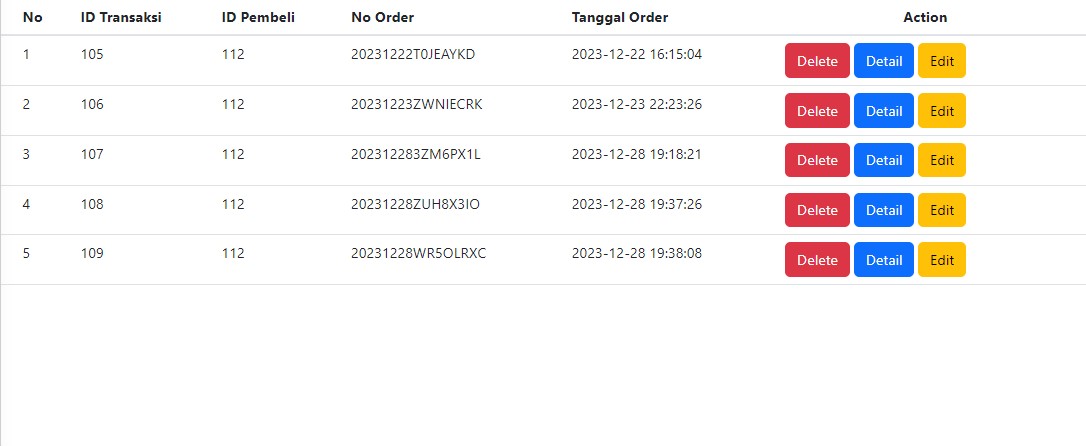 No ID Transaksi ID Pembeli No Order Tanggal Order Action
1 105 112 20231222T0JEAYKD 2023-12-22 16:15:04 Delete Detail Edit
2 106 112 20231223ZWNIECRK 2023-12-23 22:23:26 Delete Detail Edit
3 107 112 202312283ZM6PX1L 2023-12-28 19:18:21 Delete Detail Edit
4 108 112 20231228ZUH8X3IO 2023-12-28 19:37:26 Delete Detail Edit
5 109 112 20231228WR5OLRXC 2023-12-28 19:38:08 Delete Detail Edit